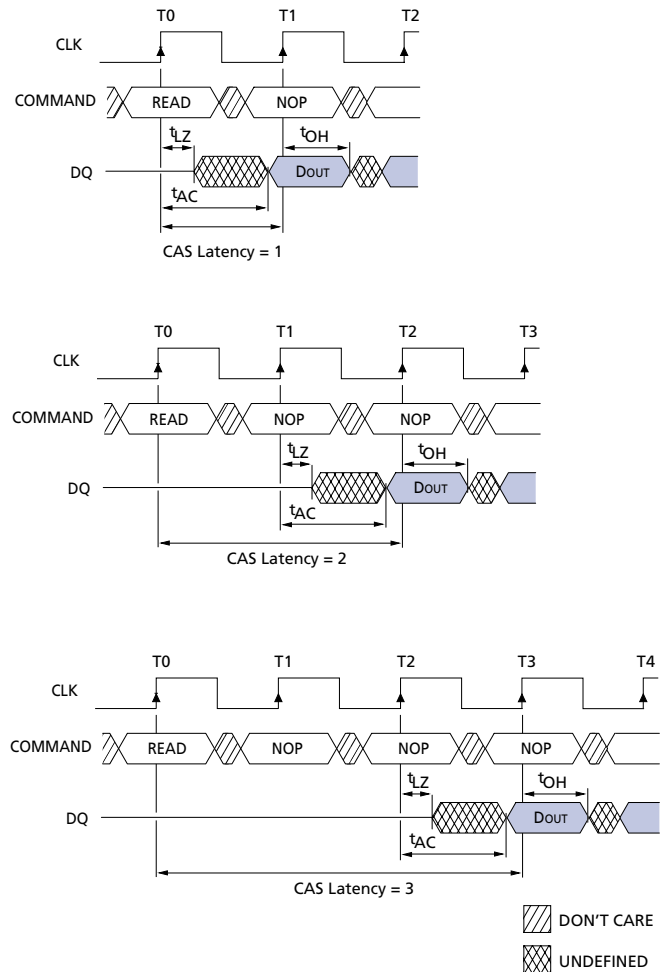 T0 T1 T2
CLK
COMMAND READ NOP
tLZ tOH
DQ DOUT
tAC
CAS Latency = 1
T0 T1 T2 T3
CLK
COMMAND READ NOP NOP
tLZ tOH
DQ DOUT
tAC
CAS Latency = 2
T0 T1 T2 T3 T4
CLK
COMMAND READ NOP NOP NOP
tLZ tOH
DQ DOUT
tAC
CAS Latency = 3
DON'T CARE
UNDEFINED